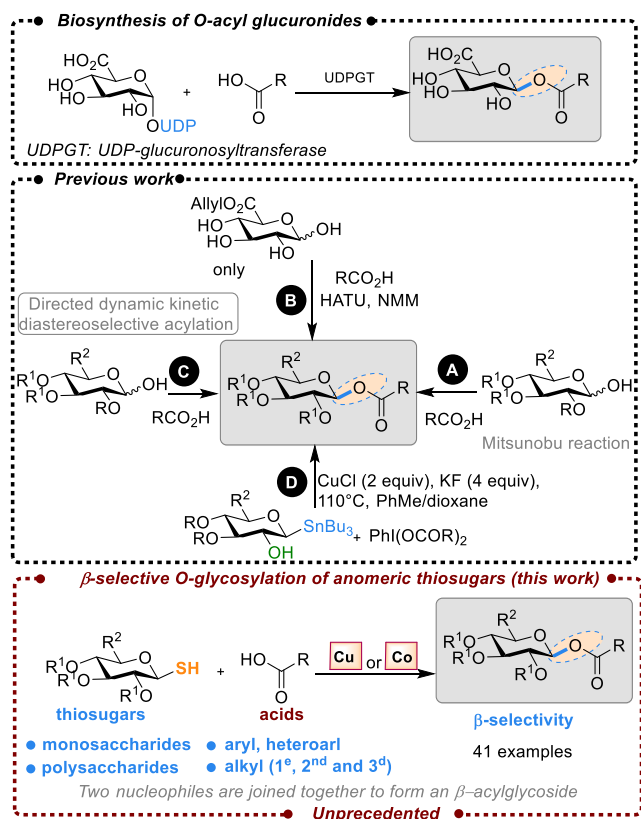 Biosynthesis of O-acyl glucuronides
HO₂C
HO
HO
HO
O
OUDP
+
HO
O
R
UDPGT
HO₂C
HO
HO
HO
O
O
R
O
UDPGT: UDP-glucuronosyltransferase
Previous work
AllylO₂C
HO
HO
HO
O
OH
only
B
RCO₂H
HATU, NMM
Directed dynamic kinetic
diastereoselective acylation
R²
R¹O
R¹O
RO
O
OH
C
RCO₂H
R²
R¹O
R¹O
R¹O
O
O
R
O
A
RCO₂H
R²
R¹O
R¹O
RO
O
OH
Mitsunobu reaction
D
CuCl (2 equiv), KF (4 equiv),
110°C, PhMe/dioxane
R²
RO
RO
OH
O
SnBu₃
+ PhI(OCOR)₂
β-selective O-glycosylation of anomeric thiosugars (this work)
R²
R¹O
R¹O
R¹O
O
SH
+
HO
O
R
Cu or Co
R²
R¹O
R¹O
R¹O
O
O
R
O
thiosugars
acids
β-selectivity
monosaccharides
aryl, heteroarl
41 examples
polysaccharides
alkyl (1ᵉ, 2ⁿᵈ and 3ᵈ)
Two nucleophiles are joined together to form an β–acylglycoside
Unprecedented